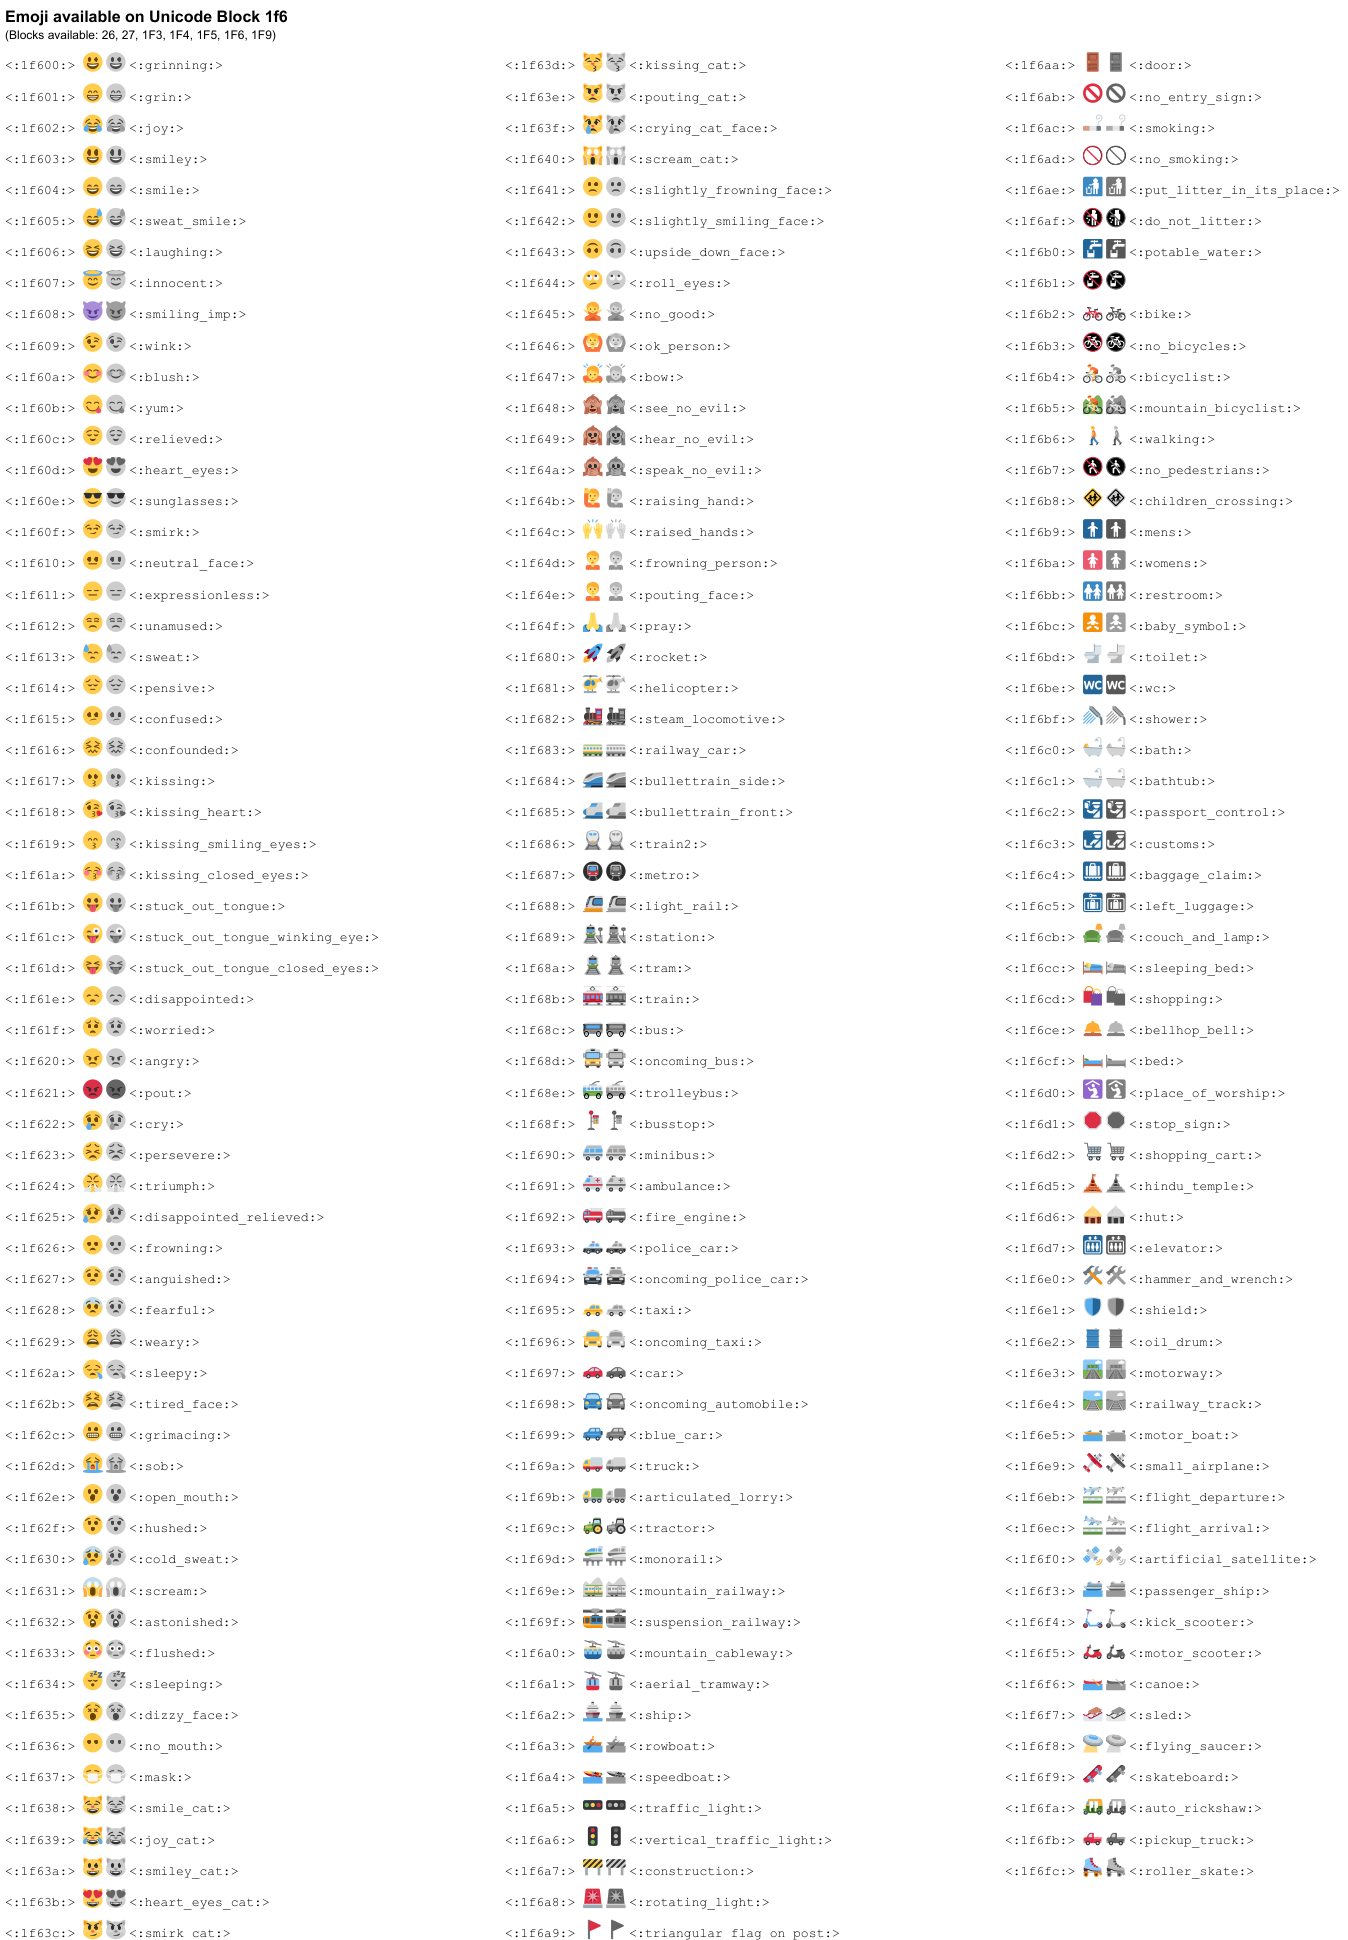 Emoji available on Unicode Block 1f6
(Blocks available: 26, 27, 1F3, 1F4, 1F5, 1F6, 1F9)
<:1f600:> <:grinning:>
<:1f601:> <:grin:>
<:1f602:> <:joy:>
<:1f603:> <:smiley:>
<:1f604:> <:smile:>
<:1f605:> <:sweat_smile:>
<:1f606:> <:laughing:>
<:1f607:> <:innocent:>
<:1f608:> <:smiling_imp:>
<:1f609:> <:wink:>
<:1f60a:> <:blush:>
<:1f60b:> <:yum:>
<:1f60c:> <:relieved:>
<:1f60d:> <:heart_eyes:>
<:1f60e:> <:sunglasses:>
<:1f60f:> <:smirk:>
<:1f610:> <:neutral_face:>
<:1f611:> <:expressionless:>
<:1f612:> <:unamused:>
<:1f613:> <:sweat:>
<:1f614:> <:pensive:>
<:1f615:> <:confused:>
<:1f616:> <:confounded:>
<:1f617:> <:kissing:>
<:1f618:> <:kissing_heart:>
<:1f619:> <:kissing_smiling_eyes:>
<:1f61a:> <:kissing_closed_eyes:>
<:1f61b:> <:stuck_out_tongue:>
<:1f61c:> <:stuck_out_tongue_winking_eye:>
<:1f61d:> <:stuck_out_tongue_closed_eyes:>
<:1f61e:> <:disappointed:>
<:1f61f:> <:worried:>
<:1f620:> <:angry:>
<:1f621:> <:pout:>
<:1f622:> <:cry:>
<:1f623:> <:persevere:>
<:1f624:> <:triumph:>
<:1f625:> <:disappointed_relieved:>
<:1f626:> <:frowning:>
<:1f627:> <:anguished:>
<:1f628:> <:fearful:>
<:1f629:> <:weary:>
<:1f62a:> <:sleepy:>
<:1f62b:> <:tired_face:>
<:1f62c:> <:grimacing:>
<:1f62d:> <:sob:>
<:1f62e:> <:open_mouth:>
<:1f62f:> <:hushed:>
<:1f630:> <:cold_sweat:>
<:1f631:> <:scream:>
<:1f632:> <:astonished:>
<:1f633:> <:flushed:>
<:1f634:> <:sleeping:>
<:1f635:> <:dizzy_face:>
<:1f636:> <:no_mouth:>
<:1f637:> <:mask:>
<:1f638:> <:smile_cat:>
<:1f639:> <:joy_cat:>
<:1f63a:> <:smiley_cat:>
<:1f63b:> <:heart_eyes_cat:>
<:1f63c:> <:smirk_cat:>
<:1f63d:> <:kissing_cat:>
<:1f63e:> <:pouting_cat:>
<:1f63f:> <:crying_cat_face:>
<:1f640:> <:scream_cat:>
<:1f641:> <:slightly_frowning_face:>
<:1f642:> <:slightly_smiling_face:>
<:1f643:> <:upside_down_face:>
<:1f644:> <:roll_eyes:>
<:1f645:> <:no_good:>
<:1f646:> <:ok_person:>
<:1f647:> <:bow:>
<:1f648:> <:see_no_evil:>
<:1f649:> <:hear_no_evil:>
<:1f64a:> <:speak_no_evil:>
<:1f64b:> <:raising_hand:>
<:1f64c:> <:raised_hands:>
<:1f64d:> <:frowning_person:>
<:1f64e:> <:pouting_face:>
<:1f64f:> <:pray:>
<:1f680:> <:rocket:>
<:1f681:> <:helicopter:>
<:1f682:> <:steam_locomotive:>
<:1f683:> <:railway_car:>
<:1f684:> <:bullettrain_side:>
<:1f685:> <:bullettrain_front:>
<:1f686:> <:train2:>
<:1f687:> <:metro:>
<:1f688:> <:light_rail:>
<:1f689:> <:station:>
<:1f68a:> <:tram:>
<:1f68b:> <:train:>
<:1f68c:> <:bus:>
<:1f68d:> <:oncoming_bus:>
<:1f68e:> <:trolleybus:>
<:1f68f:> <:busstop:>
<:1f690:> <:minibus:>
<:1f691:> <:ambulance:>
<:1f692:> <:fire_engine:>
<:1f693:> <:police_car:>
<:1f694:> <:oncoming_police_car:>
<:1f695:> <:taxi:>
<:1f696:> <:oncoming_taxi:>
<:1f697:> <:car:>
<:1f698:> <:oncoming_automobile:>
<:1f699:> <:blue_car:>
<:1f69a:> <:truck:>
<:1f69b:> <:articulated_lorry:>
<:1f69c:> <:tractor:>
<:1f69d:> <:monorail:>
<:1f69e:> <:mountain_railway:>
<:1f69f:> <:suspension_railway:>
<:1f6a0:> <:mountain_cableway:>
<:1f6a1:> <:aerial_tramway:>
<:1f6a2:> <:ship:>
<:1f6a3:> <:rowboat:>
<:1f6a4:> <:speedboat:>
<:1f6a5:> <:traffic_light:>
<:1f6a6:> <:vertical_traffic_light:>
<:1f6a7:> <:construction:>
<:1f6a8:> <:rotating_light:>
<:1f6a9:> <:triangular_flag_on_post:>
<:1f6aa:> <:door:>
<:1f6ab:> <:no_entry_sign:>
<:1f6ac:> <:smoking:>
<:1f6ad:> <:no_smoking:>
<:1f6ae:> <:put_litter_in_its_place:>
<:1f6af:> <:do_not_litter:>
<:1f6b0:> <:potable_water:>
<:1f6b1:>
<:1f6b2:> <:bike:>
<:1f6b3:> <:no_bicycles:>
<:1f6b4:> <:bicyclist:>
<:1f6b5:> <:mountain_bicyclist:>
<:1f6b6:> <:walking:>
<:1f6b7:> <:no_pedestrians:>
<:1f6b8:> <:children_crossing:>
<:1f6b9:> <:mens:>
<:1f6ba:> <:womens:>
<:1f6bb:> <:restroom:>
<:1f6bc:> <:baby_symbol:>
<:1f6bd:> <:toilet:>
<:1f6be:> WC WC <:wc:>
<:1f6bf:> <:shower:>
<:1f6c0:> <:bath:>
<:1f6c1:> <:bathtub:>
<:1f6c2:> <:passport_control:>
<:1f6c3:> <:customs:>
<:1f6c4:> <:baggage_claim:>
<:1f6c5:> <:left_luggage:>
<:1f6cb:> <:couch_and_lamp:>
<:1f6cc:> <:sleeping_bed:>
<:1f6cd:> <:shopping:>
<:1f6ce:> <:bellhop_bell:>
<:1f6cf:> <:bed:>
<:1f6d0:> <:place_of_worship:>
<:1f6d1:> <:stop_sign:>
<:1f6d2:> <:shopping_cart:>
<:1f6d5:> <:hindu_temple:>
<:1f6d6:> <:hut:>
<:1f6d7:> <:elevator:>
<:1f6e0:> <:hammer_and_wrench:>
<:1f6e1:> <:shield:>
<:1f6e2:> <:oil_drum:>
<:1f6e3:> <:motorway:>
<:1f6e4:> <:railway_track:>
<:1f6e5:> <:motor_boat:>
<:1f6e9:> <:small_airplane:>
<:1f6eb:> <:flight_departure:>
<:1f6ec:> <:flight_arrival:>
<:1f6f0:> <:artificial_satellite:>
<:1f6f3:> <:passenger_ship:>
<:1f6f4:> <:kick_scooter:>
<:1f6f5:> <:motor_scooter:>
<:1f6f6:> <:canoe:>
<:1f6f7:> <:sled:>
<:1f6f8:> <:flying_saucer:>
<:1f6f9:> <:skateboard:>
<:1f6fa:> <:auto_rickshaw:>
<:1f6fb:> <:pickup_truck:>
<:1f6fc:> <:roller_skate:>